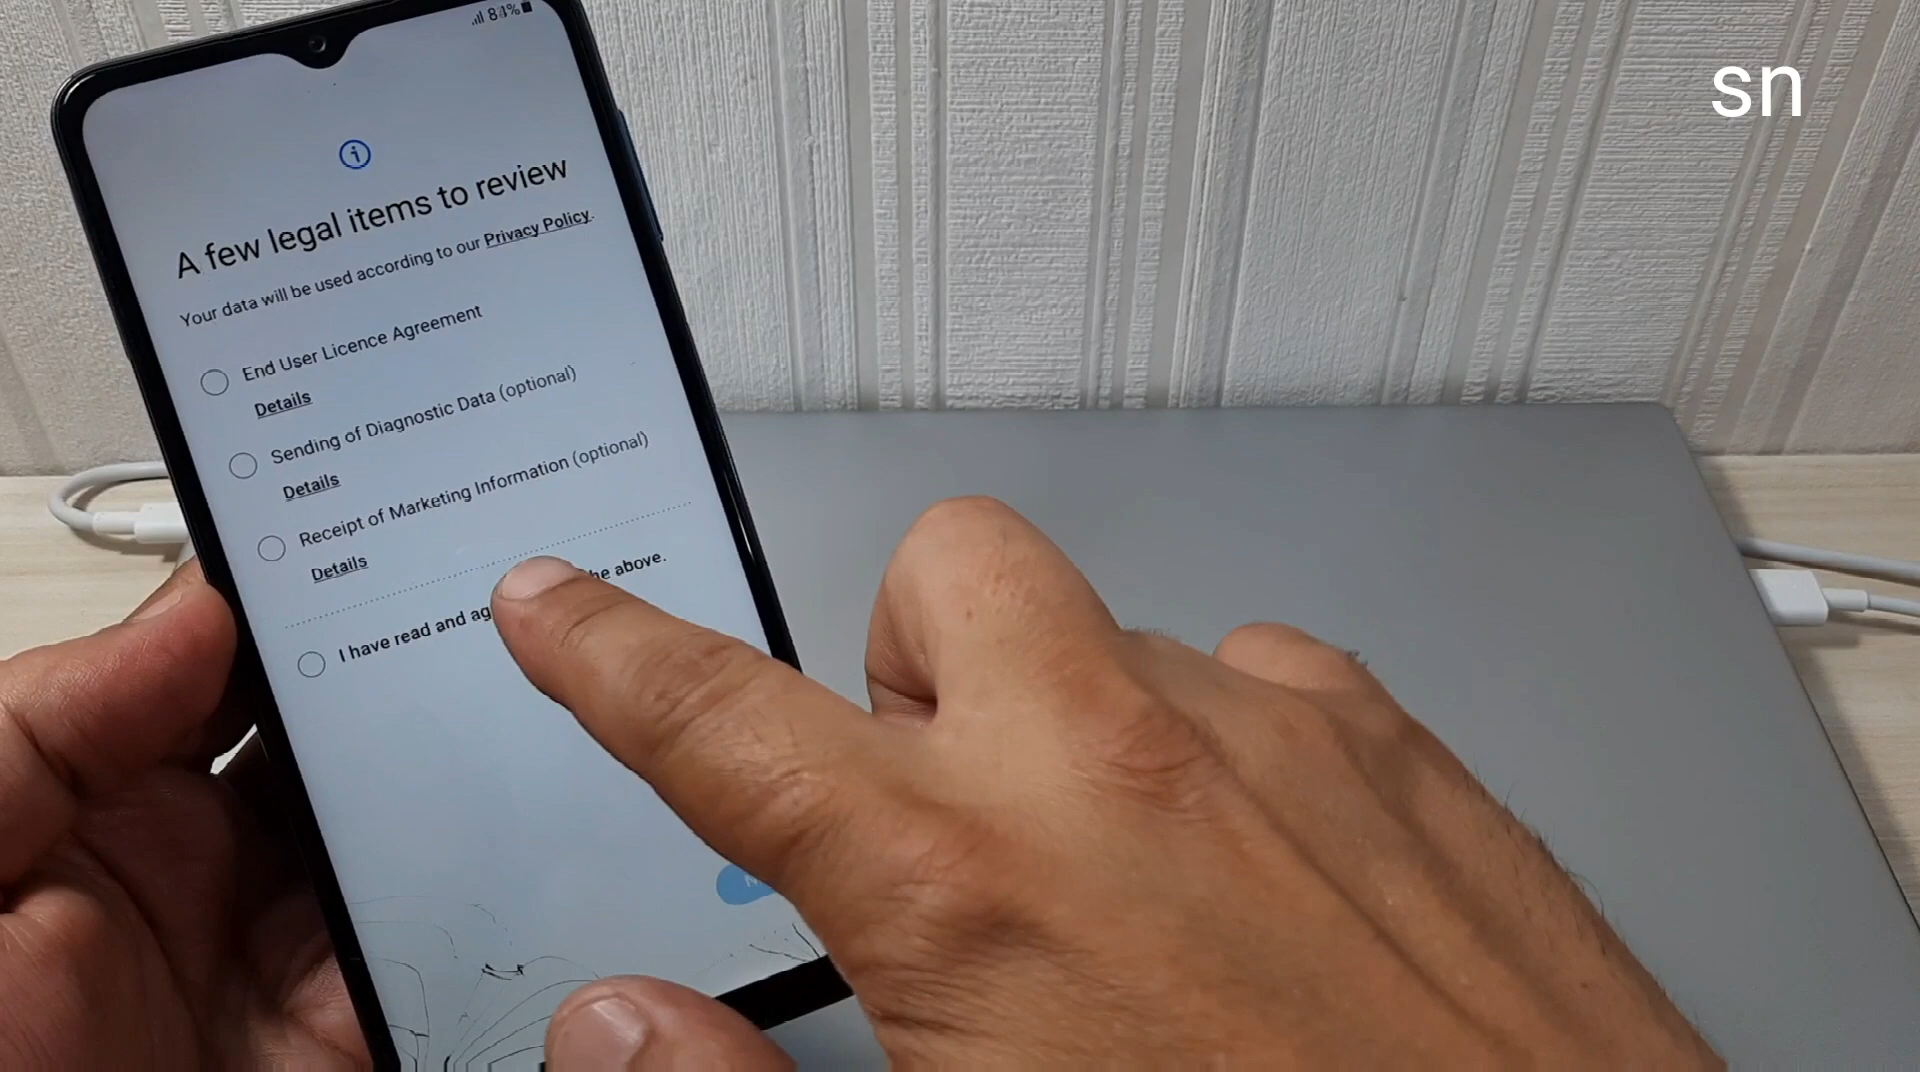 84%
sn
A few legal items to review
Your data will be used according to our Privacy Policy.
End User Licence Agreement
Details
Sending of Diagnostic Data (optional)
Details
Receipt of Marketing Information (optional)
Details
I have read and ag he above.